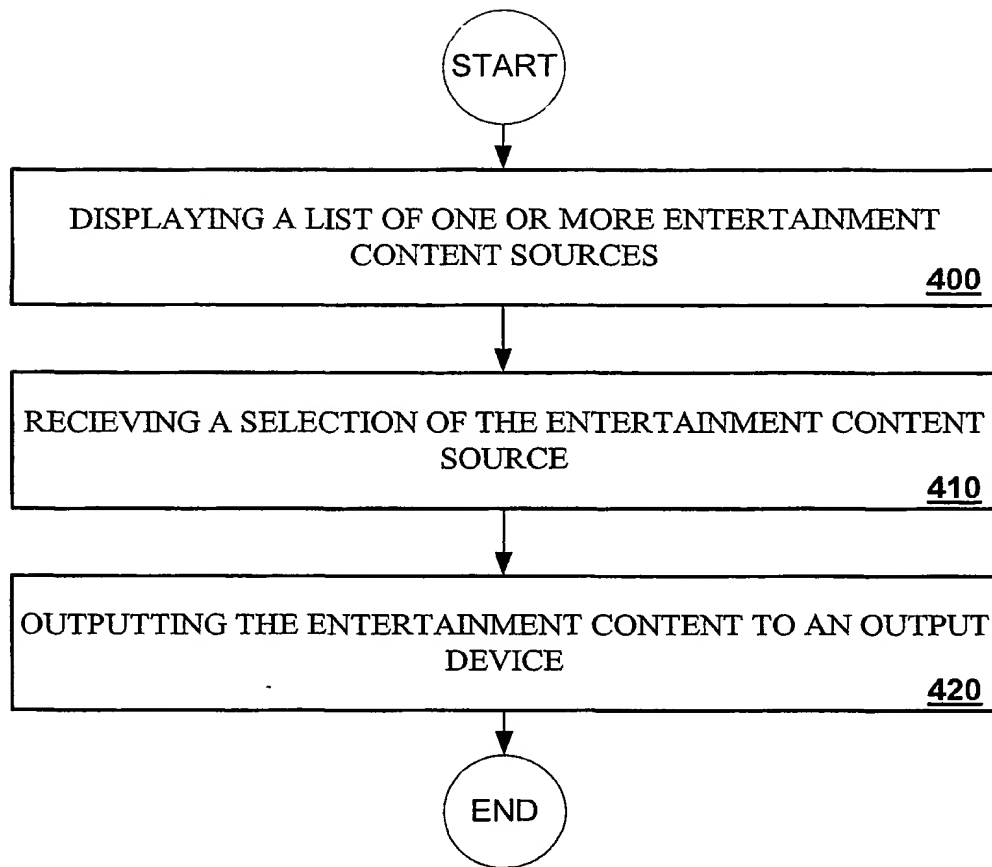 START
DISPLAYING A LIST OF ONE OR MORE ENTERTAINMENT
CONTENT SOURCES
400
RECIEVING A SELECTION OF THE ENTERTAINMENT CONTENT
SOURCE
410
OUTPUTTING THE ENTERTAINMENT CONTENT TO AN OUTPUT
DEVICE
420
END